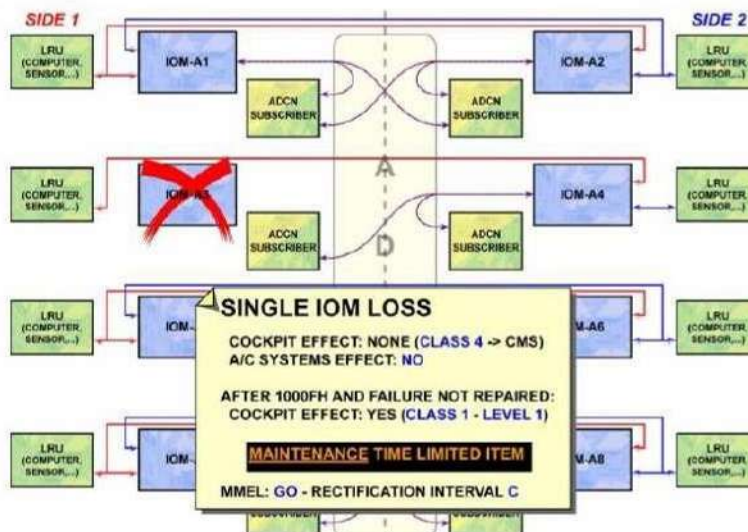 SIDE 1
SIDE 2
LRU
(COMPUTER,
SENSOR,...)
IOM-A1
IOM-A2
LRU
(COMPUTER,
SENSOR,...)
ADCN
SUBSCRIBER
ADCN
SUBSCRIBER
A
LRU
(COMPUTER,
SENSOR,...)
IOM-A3
IOM-A4
LRU
(COMPUTER,
SENSOR,...)
ADCN
SUBSCRIBER
D
ADCN
SUBSCRIBER
SINGLE IOM LOSS
LRU
(COMPUTER,
SENSOR,...)
IOM-
A6
LRU
(COMPUTER,
SENSOR,...)
COCKPIT EFFECT: NONE (CLASS 4 -> CMS)
A/C SYSTEMS EFFECT: NO
AFTER 1000FH AND FAILURE NOT REPAIRED:
COCKPIT EFFECT: YES (CLASS 1 - LEVEL 1)
LRU
(COMPUTER,
SENSOR,...)
IOM-
A8
LRU
(COMPUTER,
SENSOR,...)
MAINTENANCE TIME LIMITED ITEM
MMEL: GO - RECTIFICATION INTERVAL C